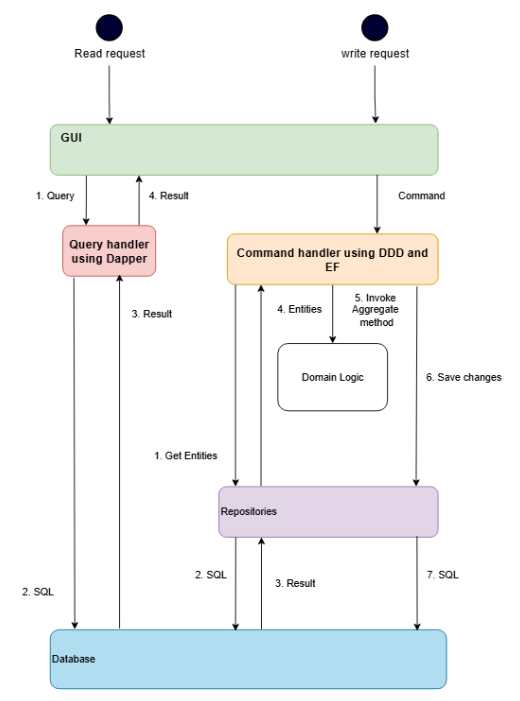 Read request
write request
GUI
1. Query
4. Result
Command
Query handler
using Dapper
Command handler using DDD and
EF
3. Result
4. Entities
5. Invoke
Aggregate
method
Domain Logic
6. Save changes
1. Get Entities
Repositories
2. SQL
2. SQL
3. Result
7. SQL
Database